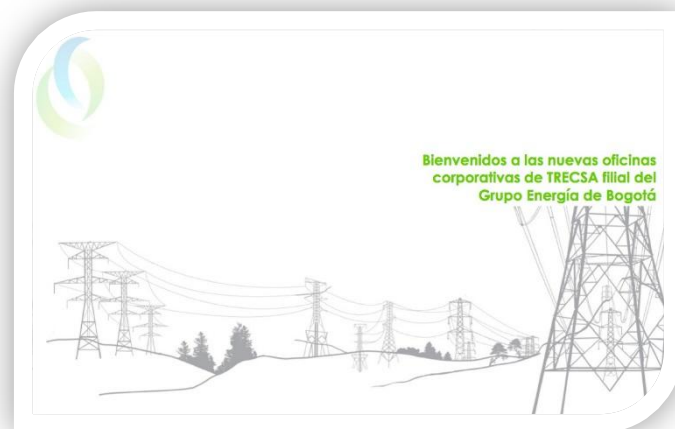 Bienvenidos a las nuevas oficinas
corporativas de TRECSA filial del
Grupo Energía de Bogotá